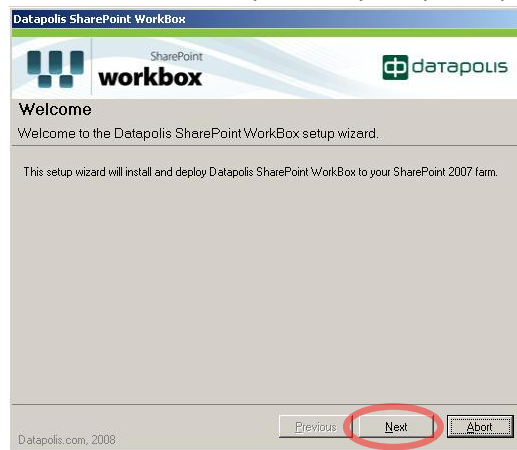 Datapolis SharePoint WorkBox
SharePoint
workbox
datapolis
Welcome
Welcome to the Datapolis SharePoint WorkBox setup wizard.
This setup wizard will install and deploy Datapolis SharePoint WorkBox to your SharePoint 2007 farm.
Previous Next Abort
Datapolis.com, 2008